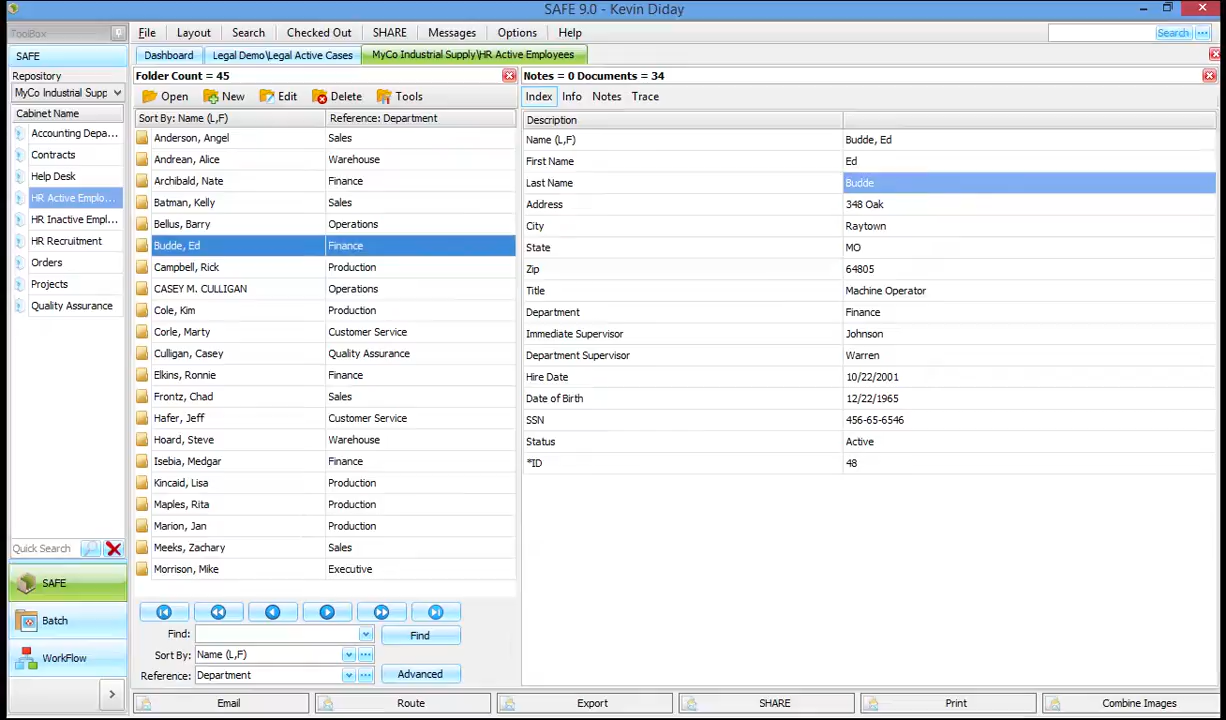 SAFE 9.0 - Kevin Diday
ToolBox
File Layout Search Checked Out SHARE Messages Options Help
Search
SAFE
Dashboard Legal Demo\Legal Active Cases MyCo Industrial Supply\HR Active Employees
Repository
MyCo Industrial Supp
Cabinet Name
Accounting Depa...
Contracts
Help Desk
HR Active Emplo...
HR Inactive Empl...
HR Recruitment
Orders
Projects
Quality Assurance
Quick Search
SAFE
Batch
WorkFlow
Folder Count = 45
Open New Edit Delete Tools
Sort By: Name (L,F) Reference: Department
Anderson, Angel Sales
Andrean, Alice Warehouse
Archibald, Nate Finance
Batman, Kelly Sales
Bellus, Barry Operations
Budde, Ed Finance
Campbell, Rick Production
CASEY M. CULLIGAN Operations
Cole, Kim Production
Corle, Marty Customer Service
Culligan, Casey Quality Assurance
Elkins, Ronnie Finance
Frontz, Chad Sales
Hafer, Jeff Customer Service
Hoard, Steve Warehouse
Isebia, Medgar Finance
Kincaid, Lisa Production
Maples, Rita Production
Marion, Jan Production
Meeks, Zachary Sales
Morrison, Mike Executive
Find: Find
Sort By: Name (L,F)
Reference: Department Advanced
Notes = 0 Documents = 34
Index Info Notes Trace
Description
Name (L,F) Budde, Ed
First Name Ed
Last Name Budde
Address 348 Oak
City Raytown
State MO
Zip 64805
Title Machine Operator
Department Finance
Immediate Supervisor Johnson
Department Supervisor Warren
Hire Date 10/22/2001
Date of Birth 12/22/1965
SSN 456-65-6546
Status Active
*ID 48
Email Route Export SHARE Print Combine Images